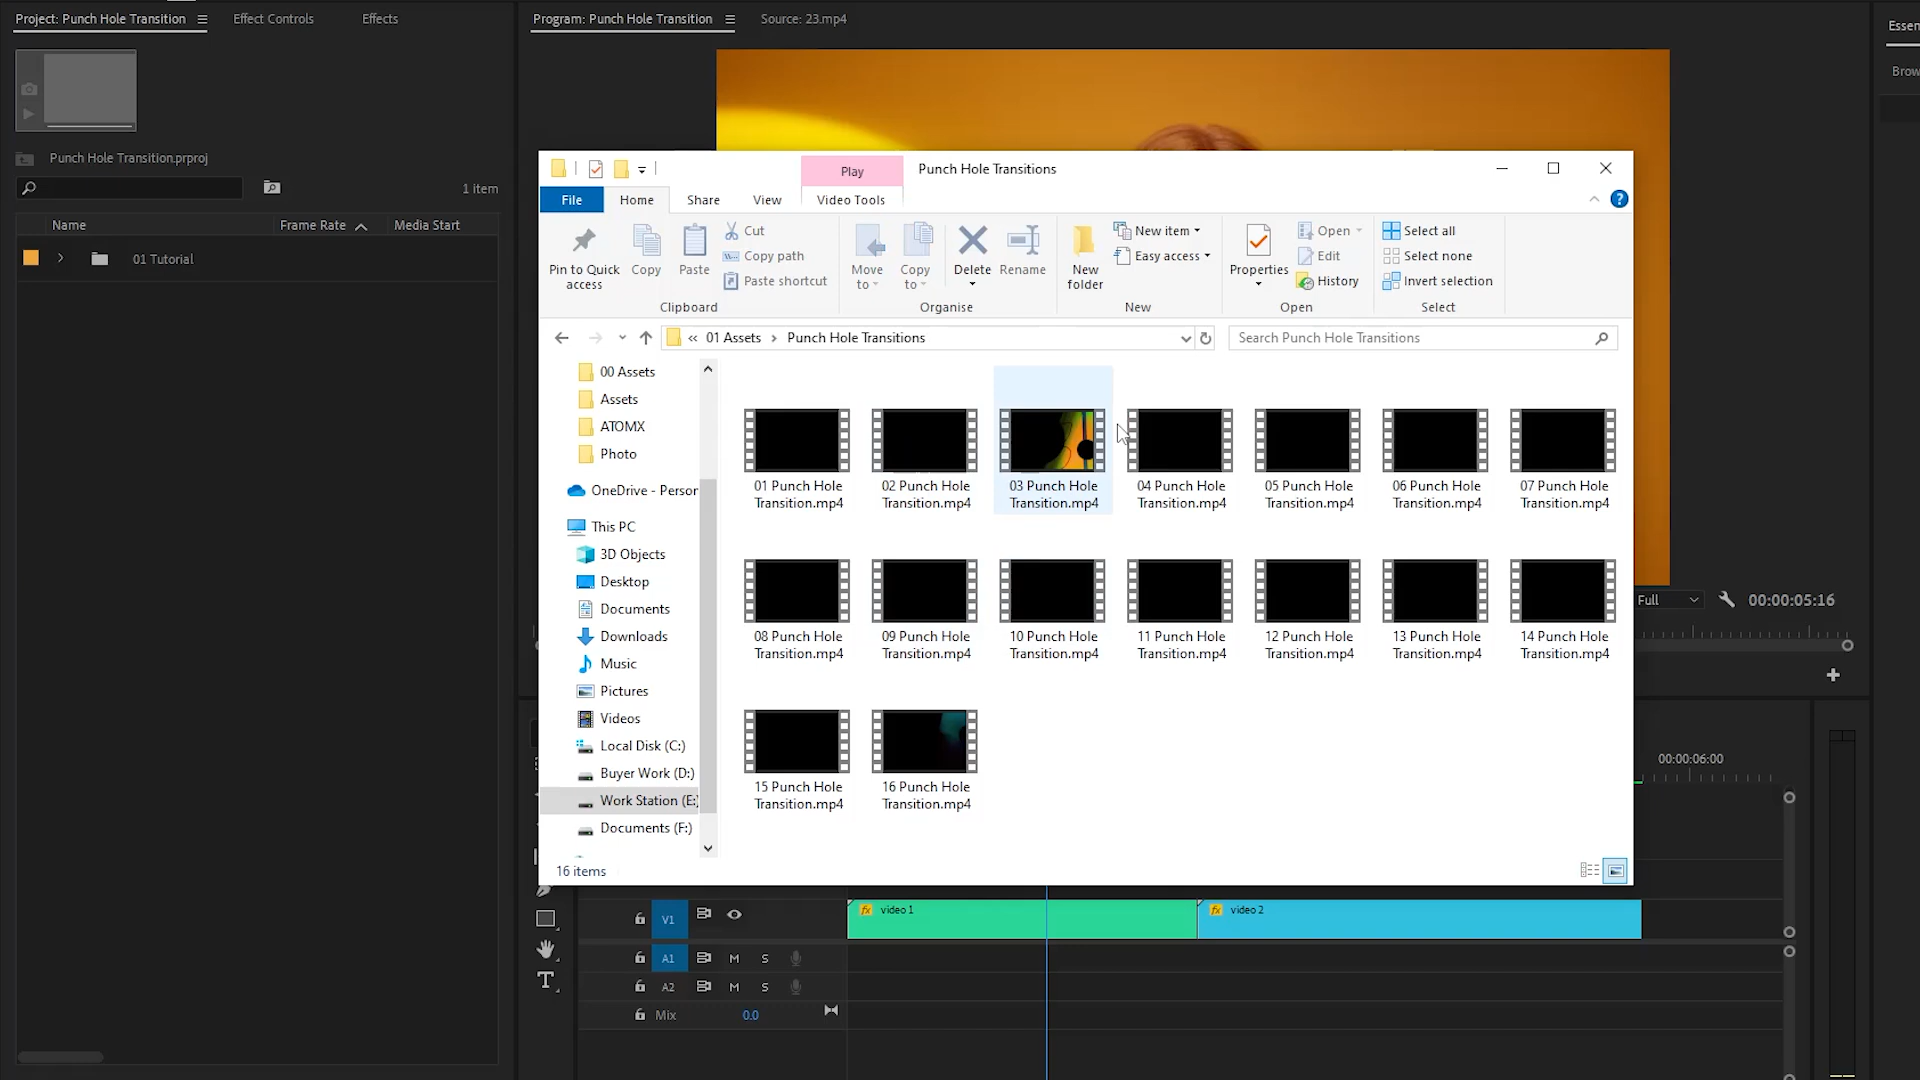 Project: Punch Hole Transition
Effect Controls
Effects
Program: Punch Hole Transition
Source: 23.mp4
Essen
Brow
Punch Hole Transition.prproj
1 item
Name
Frame Rate
Media Start
01 Tutorial
Play
Punch Hole Transitions
File
Home
Share
View
Video Tools
Pin to Quick access
Copy
Paste
Cut
Copy path
Paste shortcut
Clipboard
Move to
Copy to
Delete
Rename
Organise
New folder
New item
Easy access
New
Properties
Open
Edit
History
Open
Select all
Select none
Invert selection
Select
« 01 Assets > Punch Hole Transitions
Search Punch Hole Transitions
00 Assets
Assets
ATOMX
Photo
OneDrive - Person
This PC
3D Objects
Desktop
Documents
Downloads
Music
Pictures
Videos
Local Disk (C:)
Buyer Work (D:)
Work Station (E:)
Documents (F:)
01 Punch Hole Transition.mp4
02 Punch Hole Transition.mp4
03 Punch Hole Transition.mp4
04 Punch Hole Transition.mp4
05 Punch Hole Transition.mp4
06 Punch Hole Transition.mp4
07 Punch Hole Transition.mp4
08 Punch Hole Transition.mp4
09 Punch Hole Transition.mp4
10 Punch Hole Transition.mp4
11 Punch Hole Transition.mp4
12 Punch Hole Transition.mp4
13 Punch Hole Transition.mp4
14 Punch Hole Transition.mp4
15 Punch Hole Transition.mp4
16 Punch Hole Transition.mp4
16 items
Full
00:00:05:16
00:00:06:00
V1
fx video 1
fx video 2
A1
M
S
A2
M
S
Mix
0.0